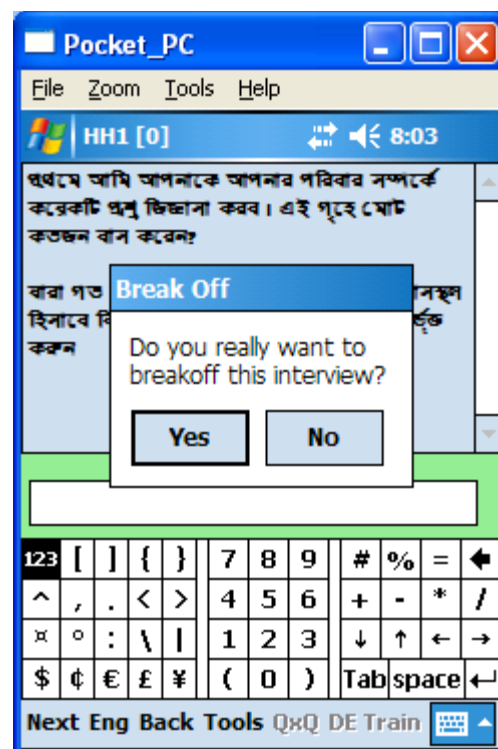 Pocket_PC
File Zoom Tools Help
HH1 [0] 8:03
প্রথমে আমি আপনাকে আপনার পরিবার সম্পর্কে
কয়েকটি প্রশ্ন জিজ্ঞাসা করব। এই গৃহে মোট
কতজন বাস করেন?
যারা গত
হিসাবে
করুন
Break Off
Do you really want to
breakoff this interview?
Yes No
123 [ ] { } 7 8 9 # % = 🡄
^ , . < > 4 5 6 + - * /
¤ ° : \ | 1 2 3 ↓ ↑ ← →
$ ¢ € £ ¥ ( 0 ) Tab space ↵
Next Eng Back Tools QxQ DE Train